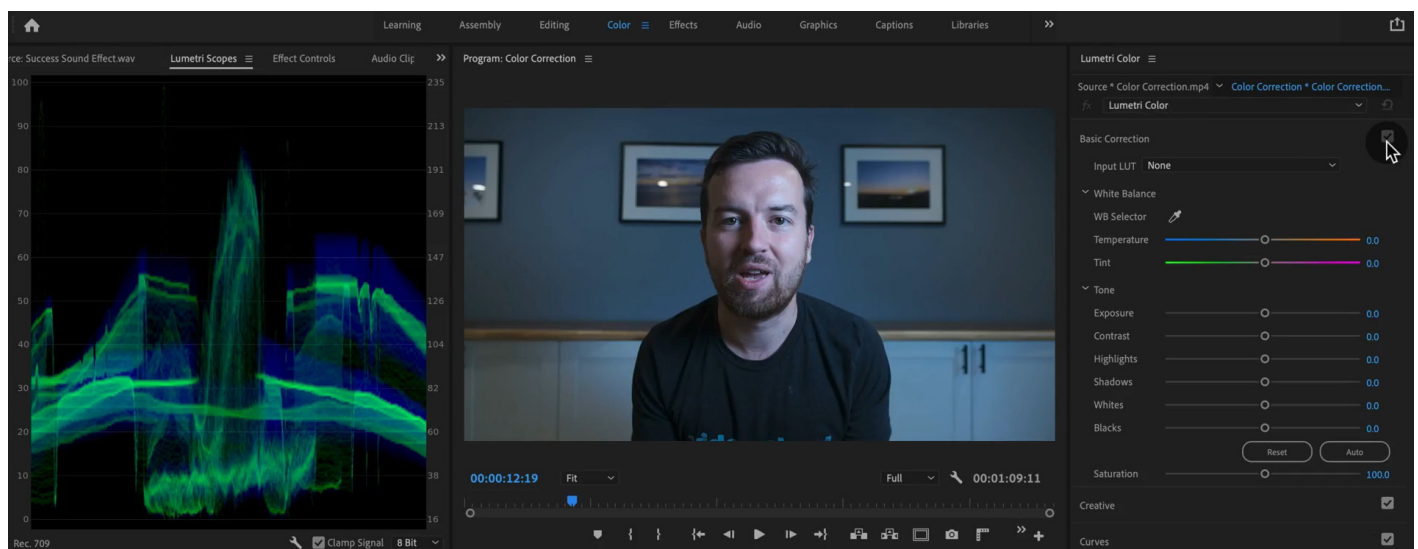 Learning Assembly Editing Color Effects Audio Graphics Captions Libraries
rce: Success Sound Effect.wav Lumetri Scopes Effect Controls Audio Clip
Program: Color Correction
Lumetri Color
Source * Color Correction.mp4 Color Correction * Color Correction...
fx Lumetri Color
Basic Correction
Input LUT None
White Balance
WB Selector
Temperature 0.0
Tint 0.0
Tone
Exposure 0.0
Contrast 0.0
Highlights 0.0
Shadows 0.0
Whites 0.0
Blacks 0.0
Reset Auto
Saturation 100.0
Creative
Curves
100 235
90 213
80 191
70 169
60 147
50 126
40 104
30 82
20 60
10 38
0 16
Rec. 709 Clamp Signal 8 Bit
00:00:12:19 Fit Full 00:01:09:11